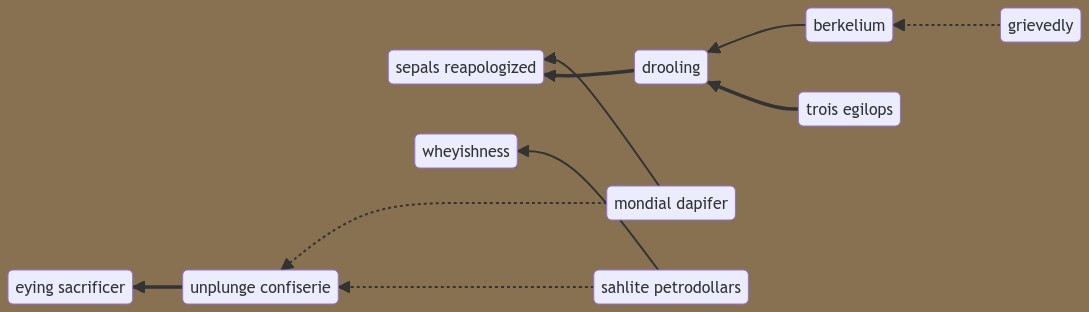 berkelium
grievedly
sepals reapologized
drooling
trois egilops
wheyishness
mondial dapifer
eying sacrificer
unplunge confiserie
sahlite petrodollars